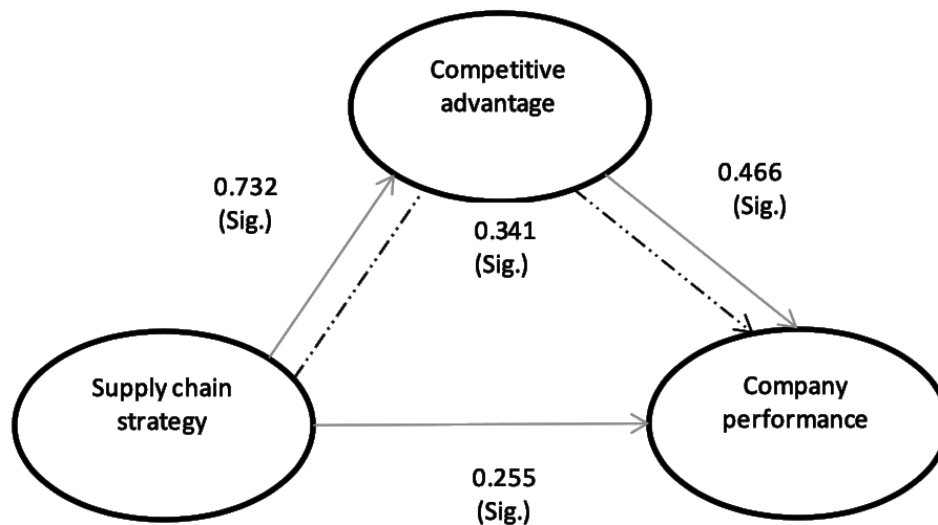 Competitive
advantage
0.732
(Sig.)
0.466
(Sig.)
0.341
(Sig.)
Supply chain
strategy
Company
performance
0.255
(Sig.)